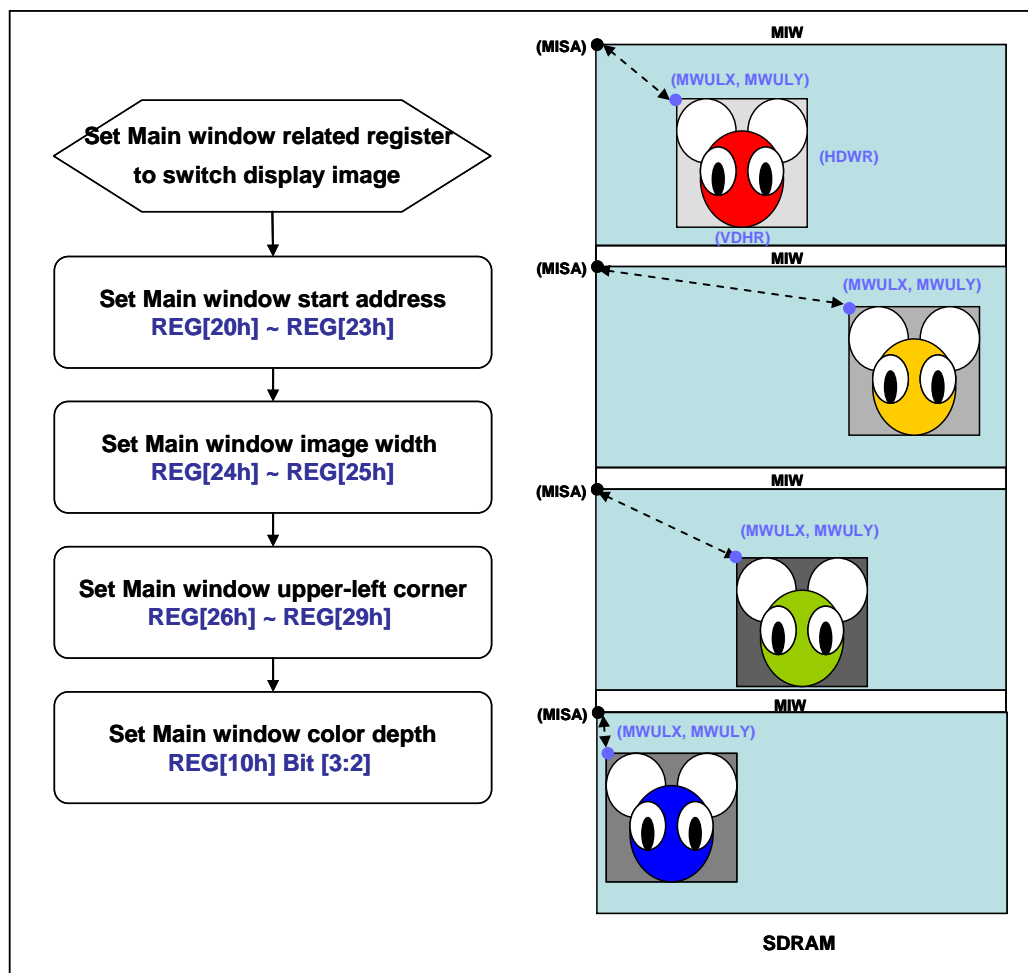 Set Main window related register
to switch display image
Set Main window start address
REG[20h] ~ REG[23h]
Set Main window image width
REG[24h] ~ REG[25h]
Set Main window upper-left corner
REG[26h] ~ REG[29h]
Set Main window color depth
REG[10h] Bit [3:2]
MIW
(MISA)
(MWULX, MWULY)
(HDWR)
(VDHR)
MIW
(MISA)
(MWULX, MWULY)
MIW
(MISA)
(MWULX, MWULY)
MIW
(MISA)
(MWULX, MWULY)
SDRAM